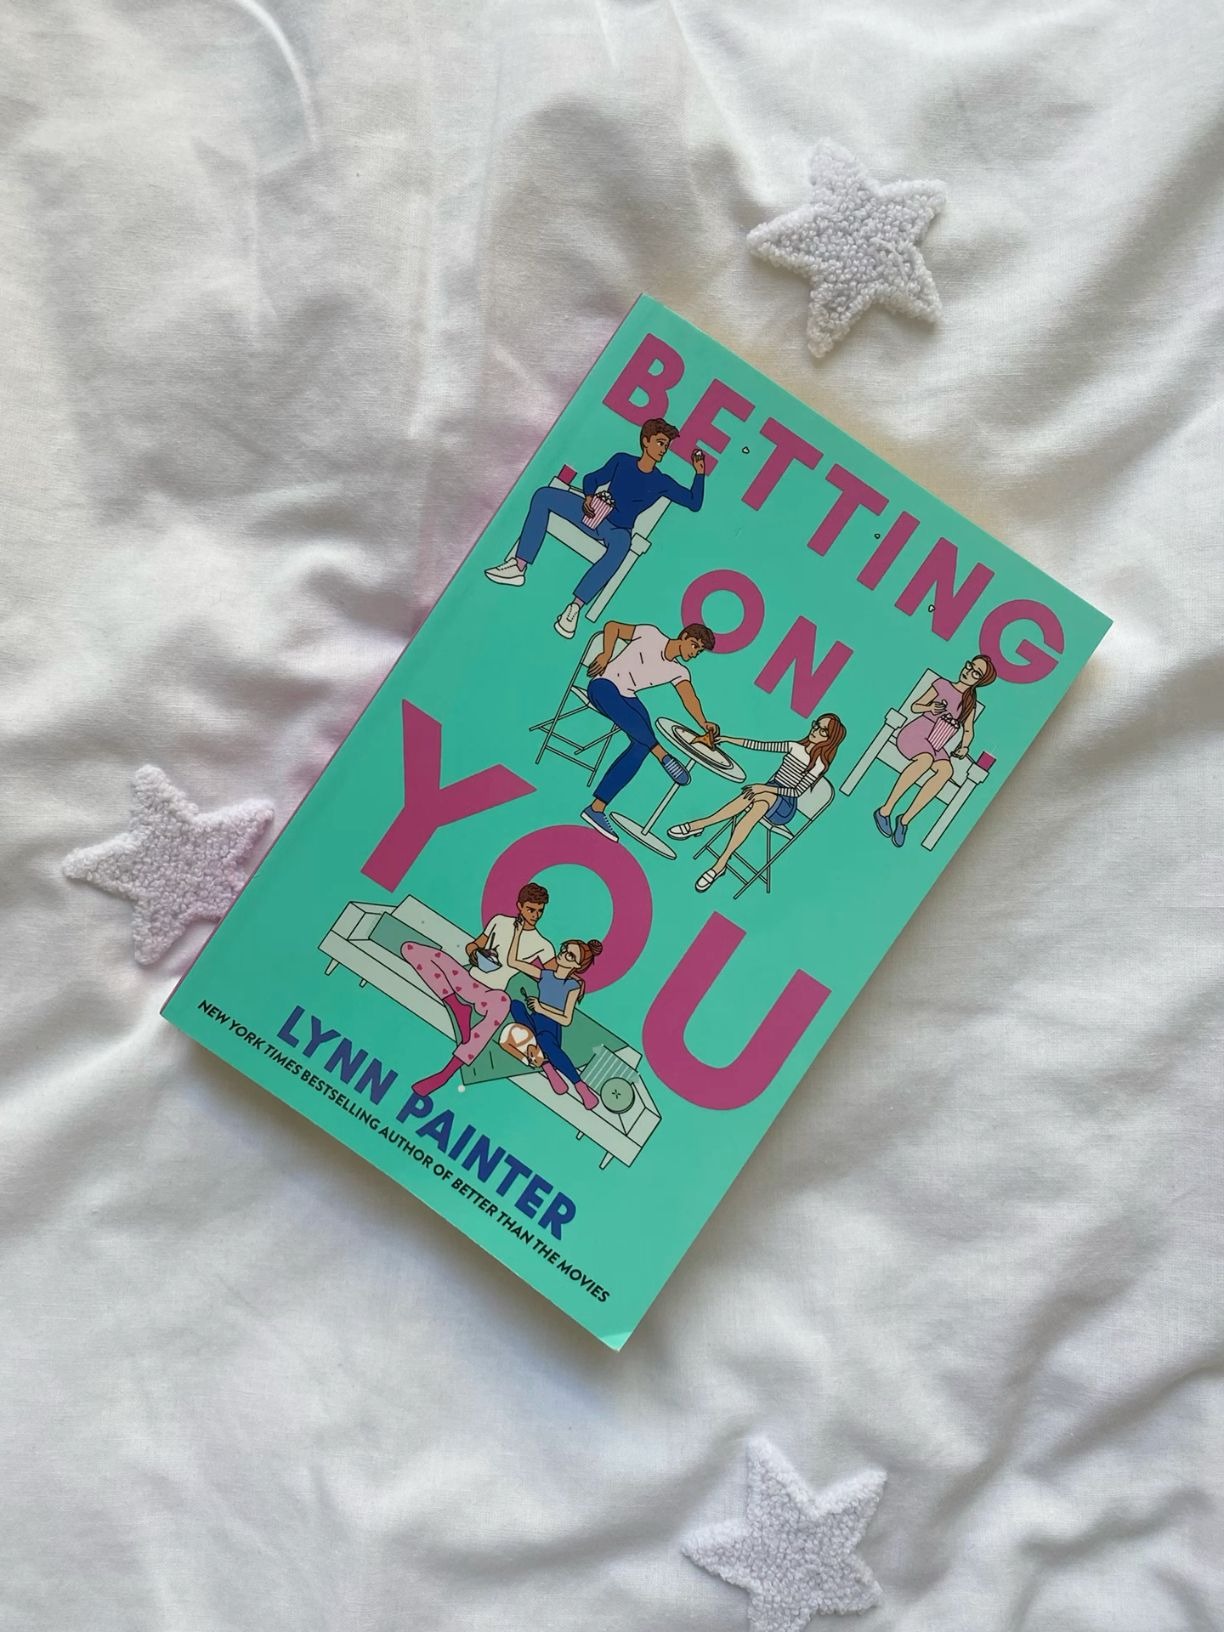 BETTING
ON
YOU
LYNN PAINTER
NEW YORK TIMES BESTSELLING AUTHOR OF BETTER THAN THE MOVIES